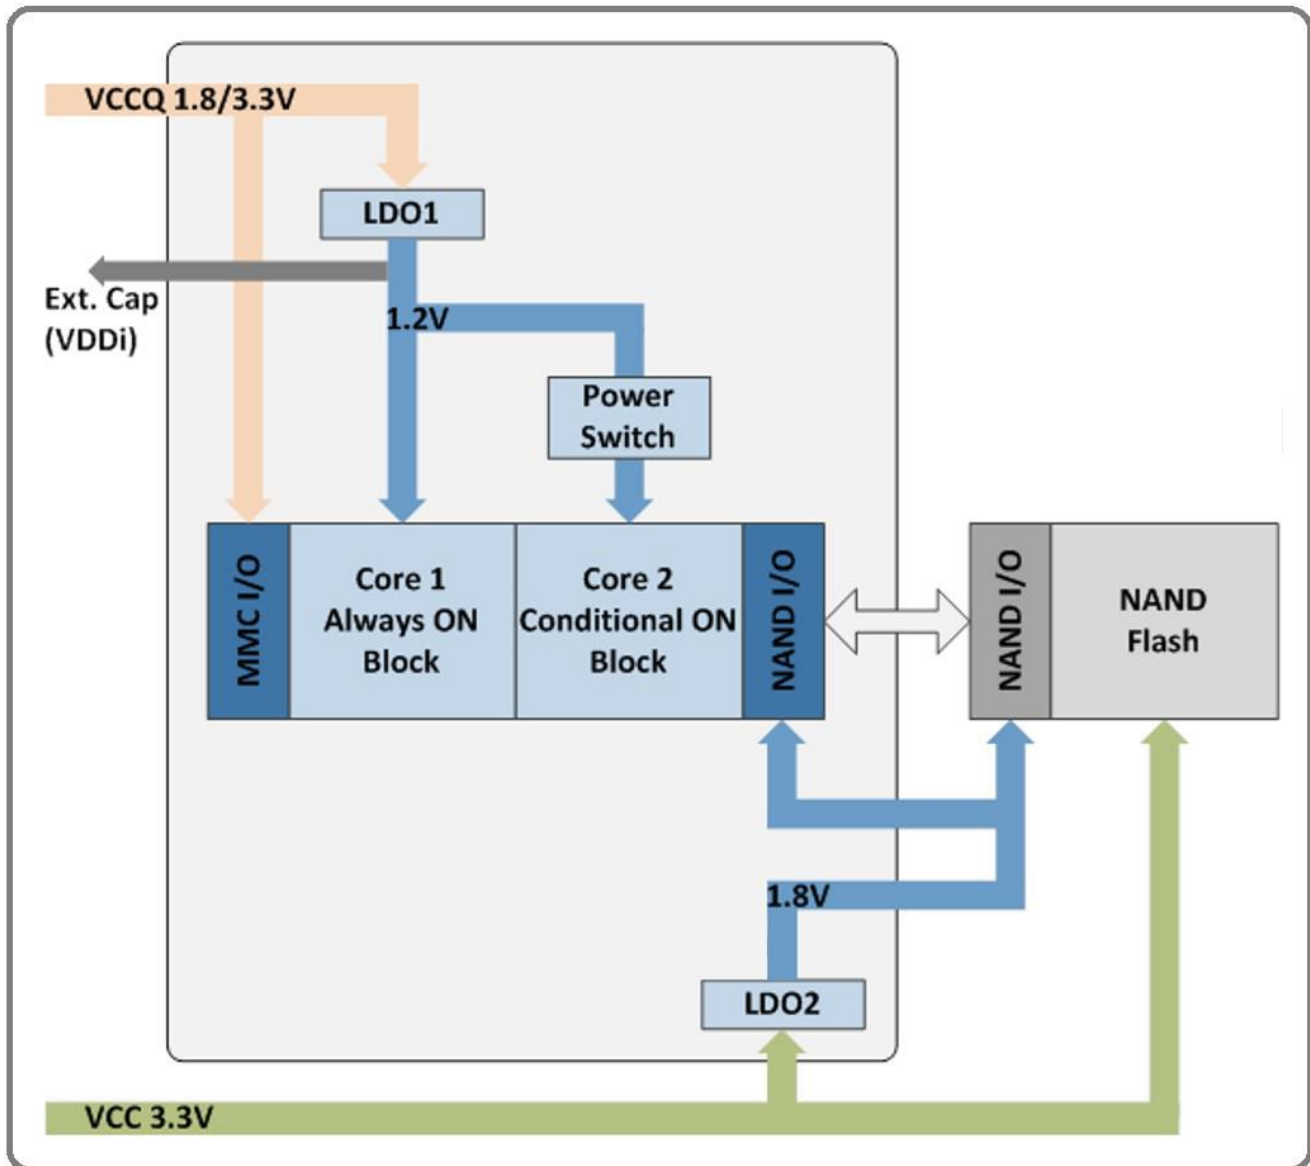 VCCQ 1.8/3.3V
LDO1
Ext. Cap
(VDDi)
1.2V
Power
Switch
MMC I/O
Core 1
Always ON
Block
Core 2
Conditional ON
Block
NAND I/O
NAND I/O
NAND
Flash
1.8V
LDO2
VCC 3.3V